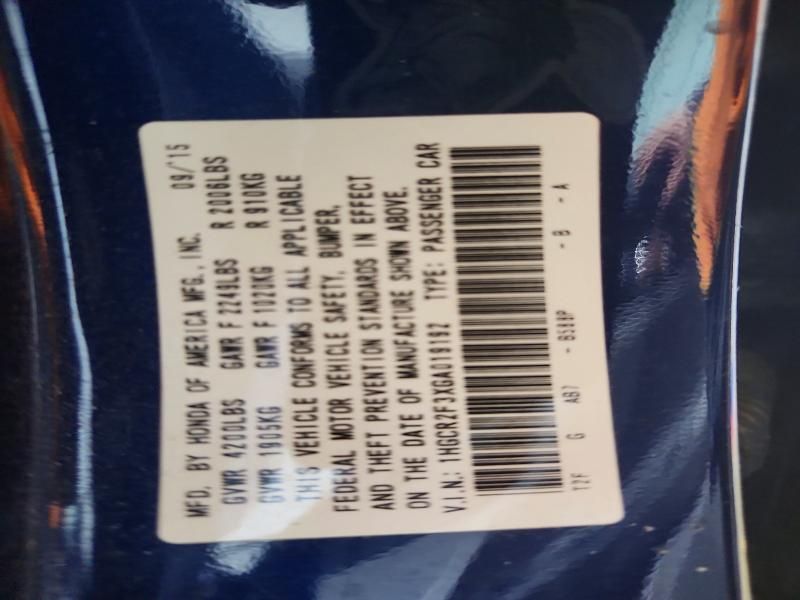 MFD. BY HONDA OF AMERICA MFG., INC. 09/'15
GVWR 4200LBS GAWR F 2249LBS R 2006LBS
GVWR 1905KG GAWR F 1020KG R 910KG
THIS VEHICLE CONFORMS TO ALL APPLICABLE
FEDERAL MOTOR VEHICLE SAFETY, BUMPER,
AND THEFT PREVENTION STANDARDS IN EFFECT
ON THE DATE OF MANUFACTURE SHOWN ABOVE.
V.I.N.: 1HGCR2F3XGA019192 TYPE: PASSENGER CAR
T2F G AB7 - B588P - B - A